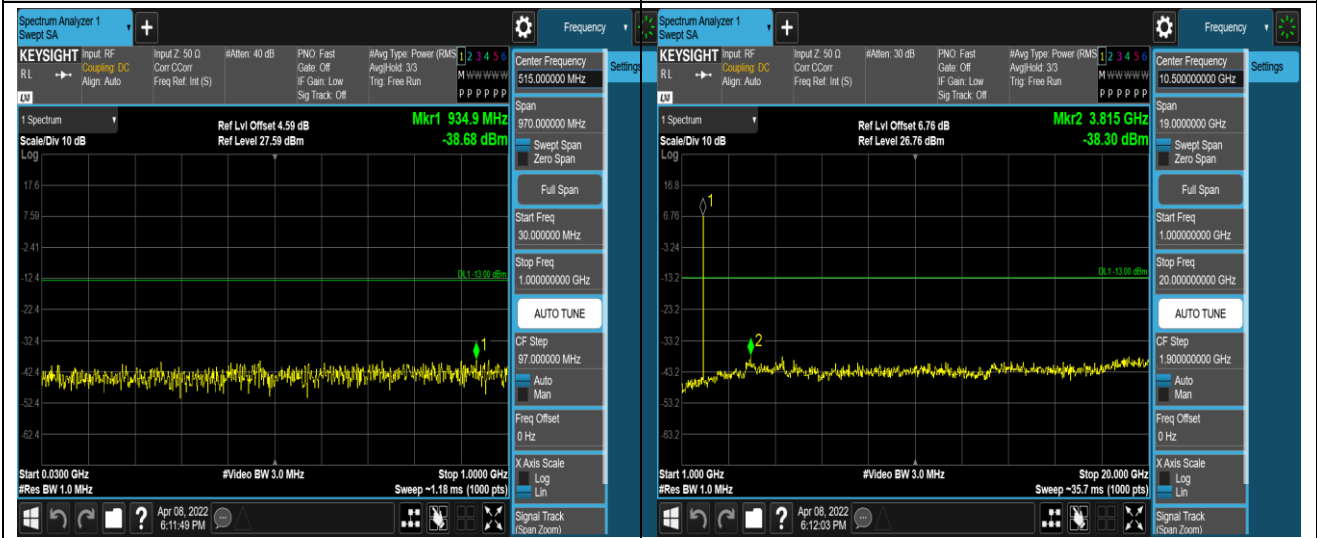 Spectrum Analyzer 1
Swept SA
Frequency
KEYSIGHT
RL
LXI
Input: RF
Coupling: DC
Align: Auto
Input Z: 50 Ω
Corr CCorr
Freq Ref: Int (S)
#Atten: 40 dB
PNO: Fast
Gate: Off
IF Gain: Low
Sig Track: Off
#Avg Type: Power (RMS
Avg|Hold: 3/3
Trig: Free Run
1 2 3 4 5 6
M W W W W W
P P P P P P
Center Frequency
515.000000 MHz
Settings
1 Spectrum
Scale/Div 10 dB
Log
Ref Lvl Offset 4.59 dB
Ref Level 27.59 dBm
Mkr1 934.9 MHz
-38.68 dBm
Span
970.000000 MHz
Swept Span
Zero Span
Full Span
Start Freq
30.000000 MHz
Stop Freq
1.000000000 GHz
AUTO TUNE
CF Step
97.000000 MHz
Auto
Man
Freq Offset
0 Hz
X Axis Scale
Log
Lin
Signal Track
(Span Zoom)
17.6
7.59
-2.41
-12.4
-22.4
-32.4
-42.4
-52.4
-62.4
DL1 -13.00 dBm
1
Start 0.0300 GHz
#Res BW 1.0 MHz
#Video BW 3.0 MHz
Stop 1.0000 GHz
Sweep ~1.18 ms (1000 pts)
Apr 08, 2022
6:11:49 PM
Spectrum Analyzer 1
Swept SA
Frequency
KEYSIGHT
RL
LXI
Input: RF
Coupling: DC
Align: Auto
Input Z: 50 Ω
Corr CCorr
Freq Ref: Int (S)
#Atten: 30 dB
PNO: Fast
Gate: Off
IF Gain: Low
Sig Track: Off
#Avg Type: Power (RMS
Avg|Hold: 3/3
Trig: Free Run
1 2 3 4 5 6
M W W W W W
P P P P P P
Center Frequency
10.500000000 GHz
Settings
1 Spectrum
Scale/Div 10 dB
Log
Ref Lvl Offset 6.76 dB
Ref Level 26.76 dBm
Mkr2 3.815 GHz
-38.30 dBm
Span
19.0000000 GHz
Swept Span
Zero Span
Full Span
Start Freq
1.000000000 GHz
Stop Freq
20.000000000 GHz
AUTO TUNE
CF Step
1.900000000 GHz
Auto
Man
Freq Offset
0 Hz
X Axis Scale
Log
Lin
Signal Track
(Span Zoom)
16.8
6.76
-3.24
-13.2
-23.2
-33.2
-43.2
-53.2
-63.2
DL1 -13.00 dBm
1
2
Start 1.000 GHz
#Res BW 1.0 MHz
#Video BW 3.0 MHz
Stop 20.000 GHz
Sweep ~35.7 ms (1000 pts)
Apr 08, 2022
6:12:03 PM